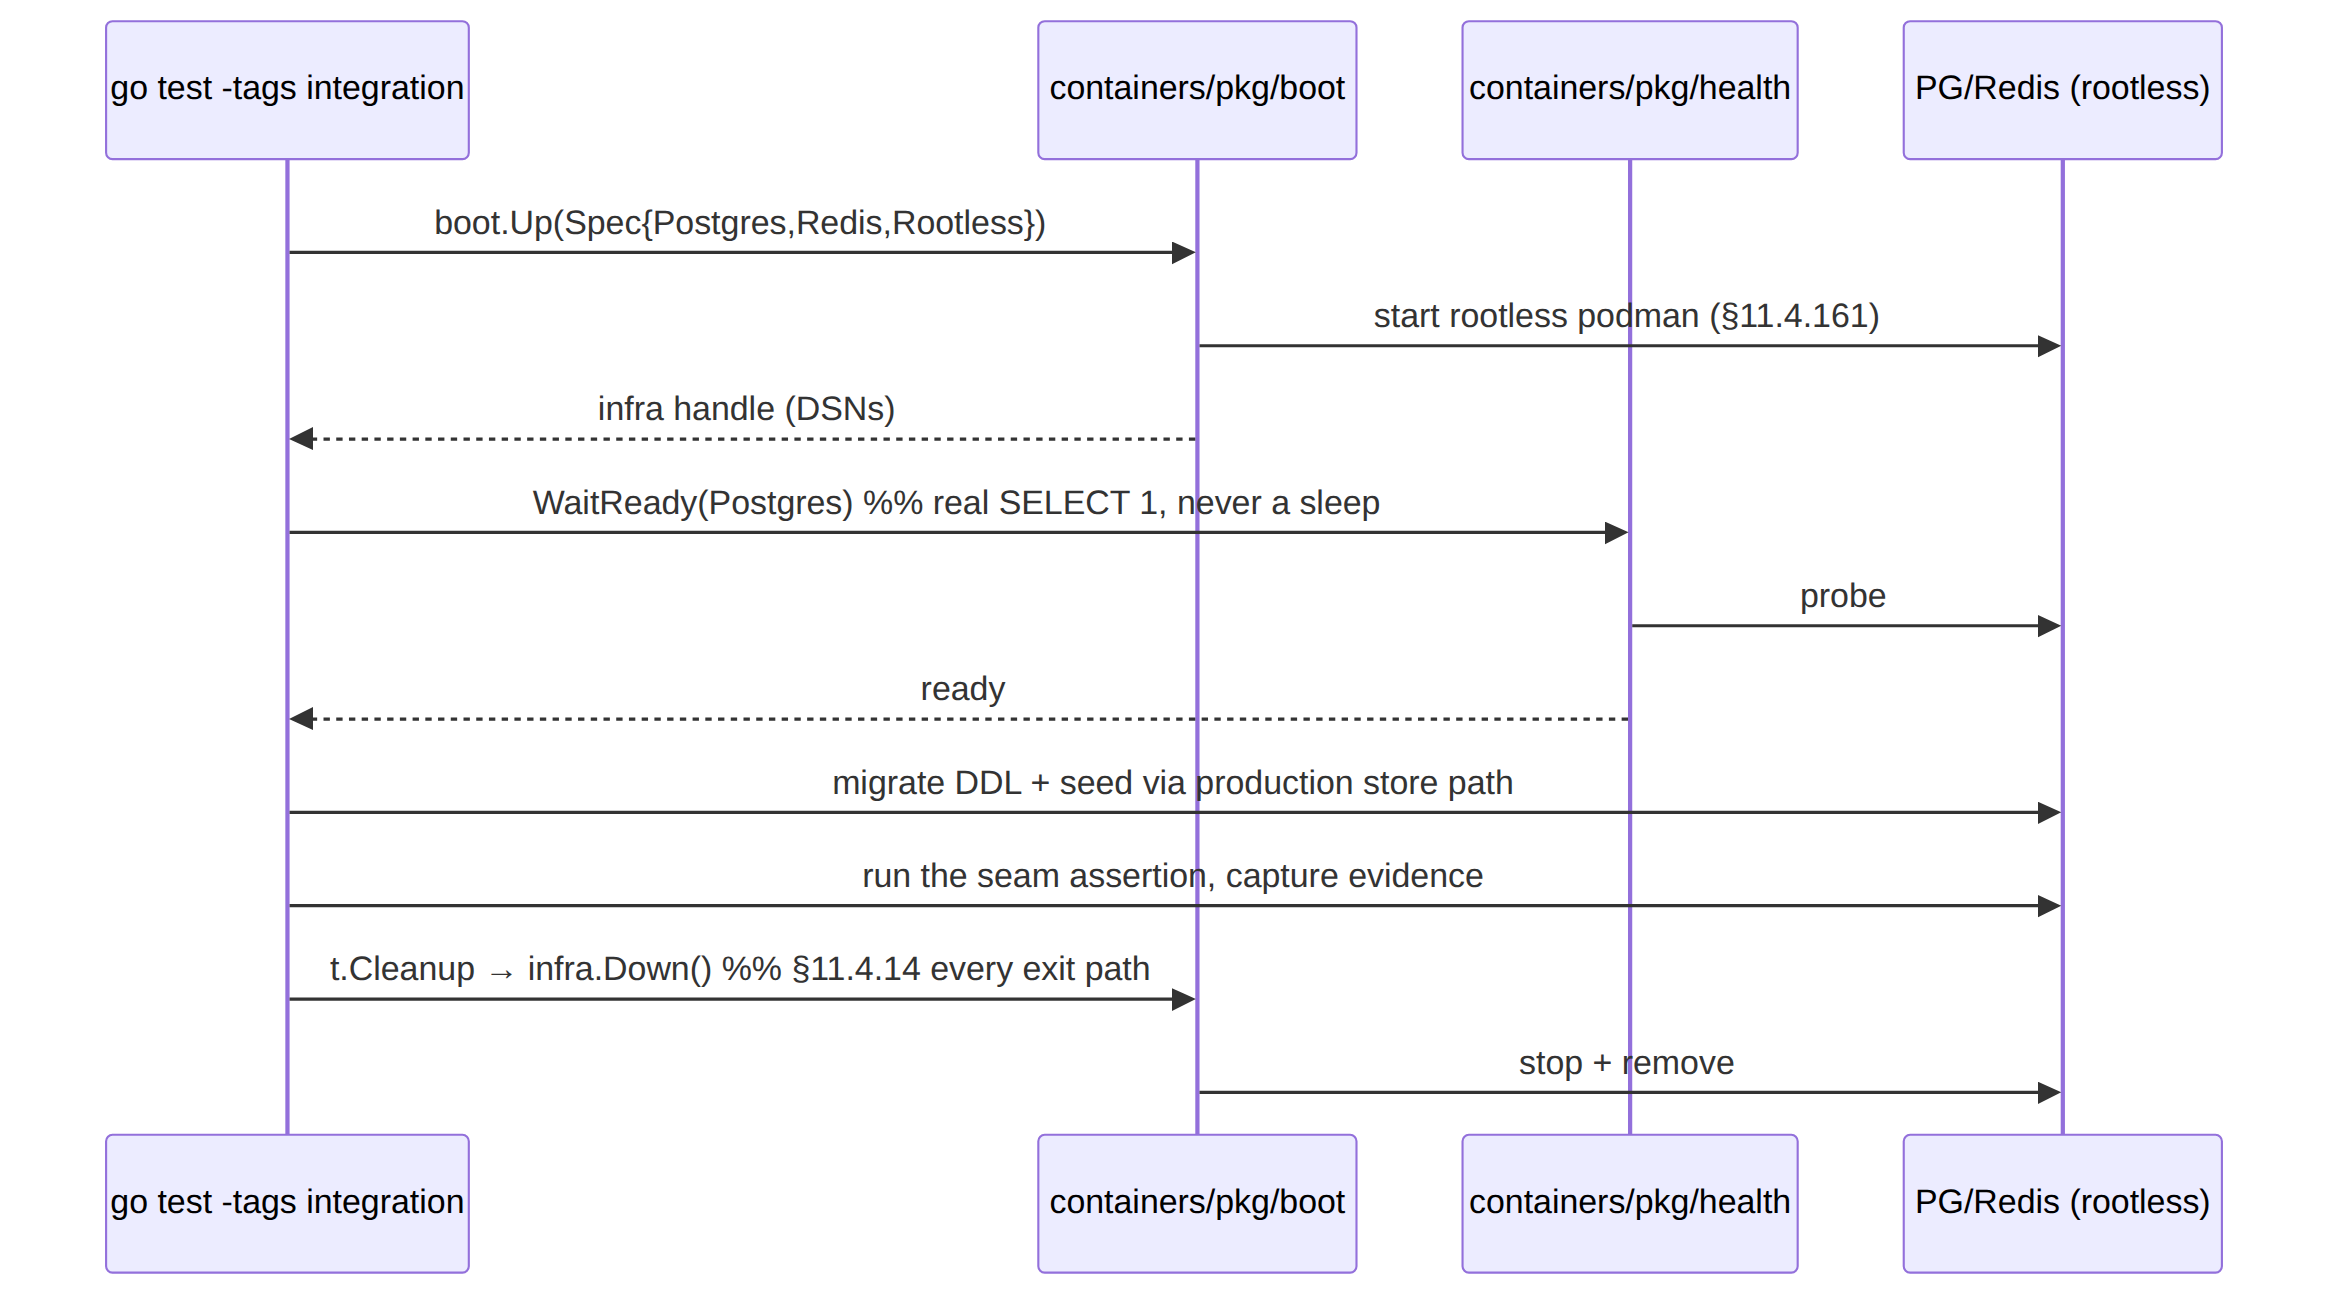 go test -tags integration
containers/pkg/boot
containers/pkg/health
PG/Redis (rootless)
boot.Up(Spec{Postgres,Redis,Rootless})
start rootless podman (§11.4.161)
infra handle (DSNs)
WaitReady(Postgres) %% real SELECT 1, never a sleep
probe
ready
migrate DDL + seed via production store path
run the seam assertion, capture evidence
t.Cleanup → infra.Down() %% §11.4.14 every exit path
stop + remove
go test -tags integration
containers/pkg/boot
containers/pkg/health
PG/Redis (rootless)